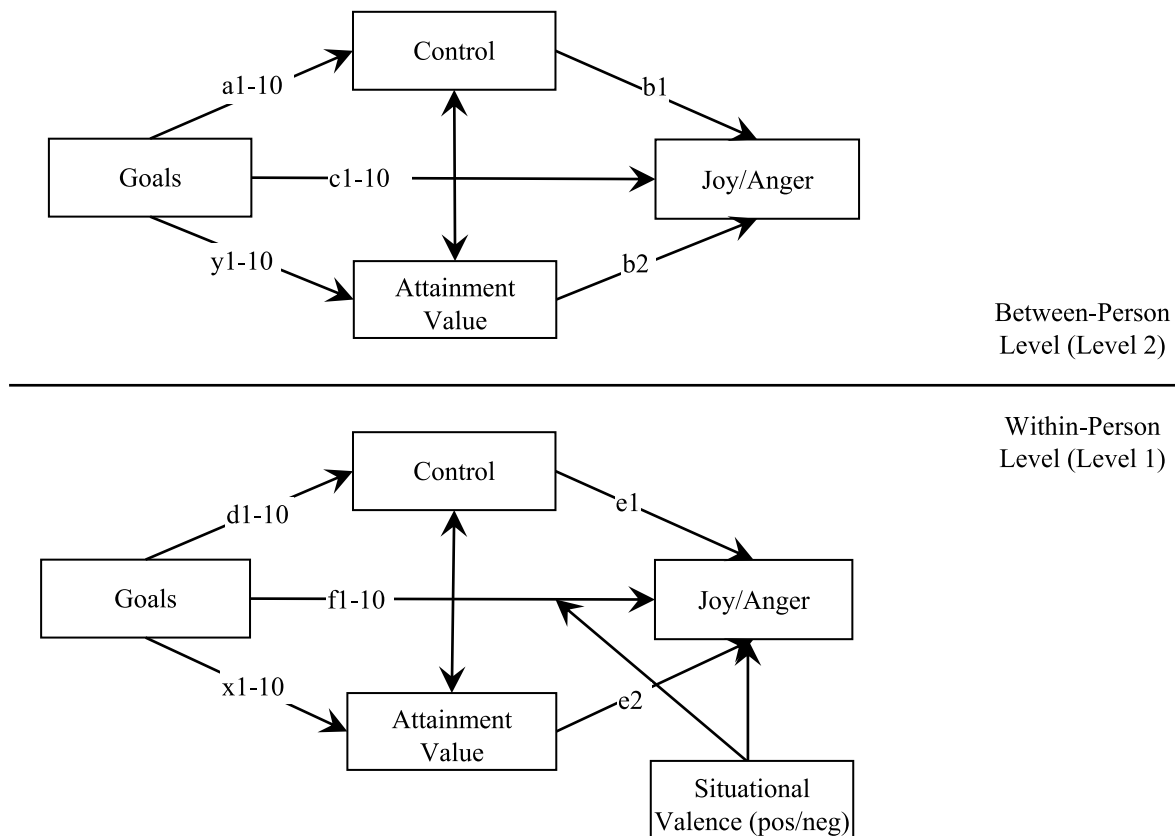 Control
a1-10
b1
Goals
c1-10
Joy/Anger
y1-10
b2
Attainment
Value
Between-Person
Level (Level 2)
Within-Person
Level (Level 1)
Control
d1-10
e1
Goals
f1-10
Joy/Anger
x1-10
e2
Attainment
Value
Situational
Valence (pos/neg)